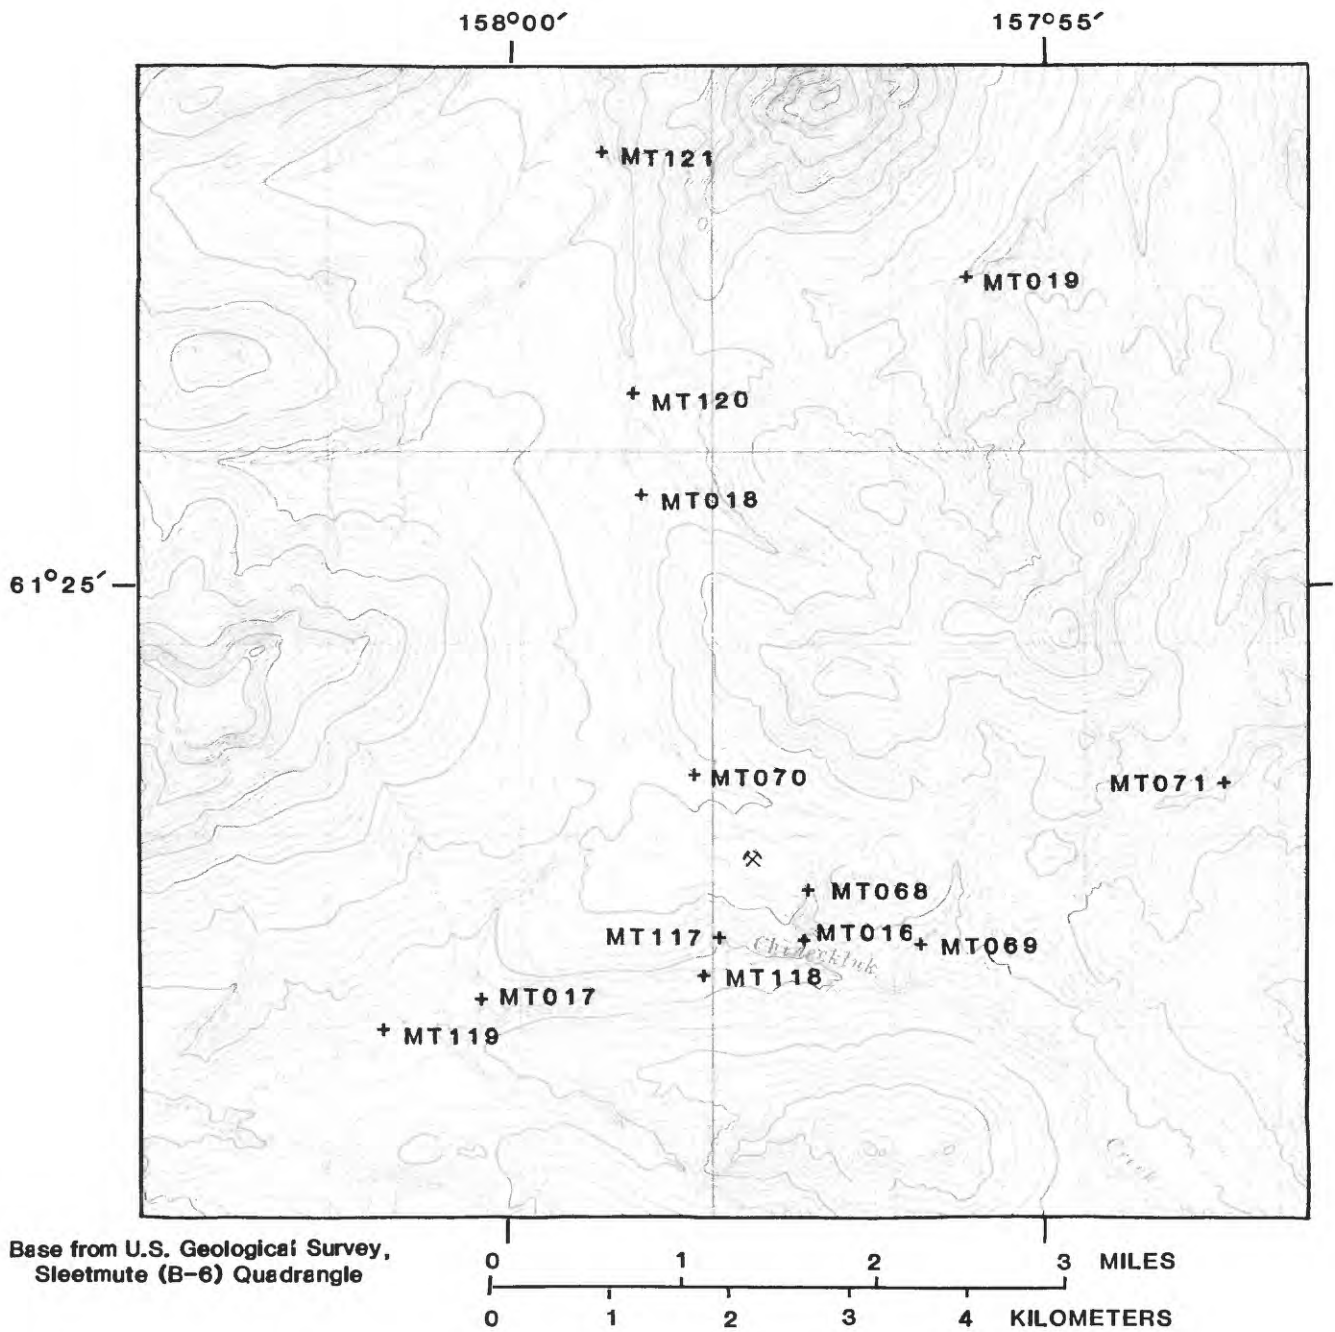 158°00′
157°55′
MT121
MT019
MT120
MT018
61°25′
MT070
MT071
MT068
MT117
MT016
MT069
MT118
MT017
MT119
Creek
Base from U.S. Geological Survey,
Sleetmute (B-6) Quadrangle
0 1 2 3 MILES
0 1 2 3 4 KILOMETERS